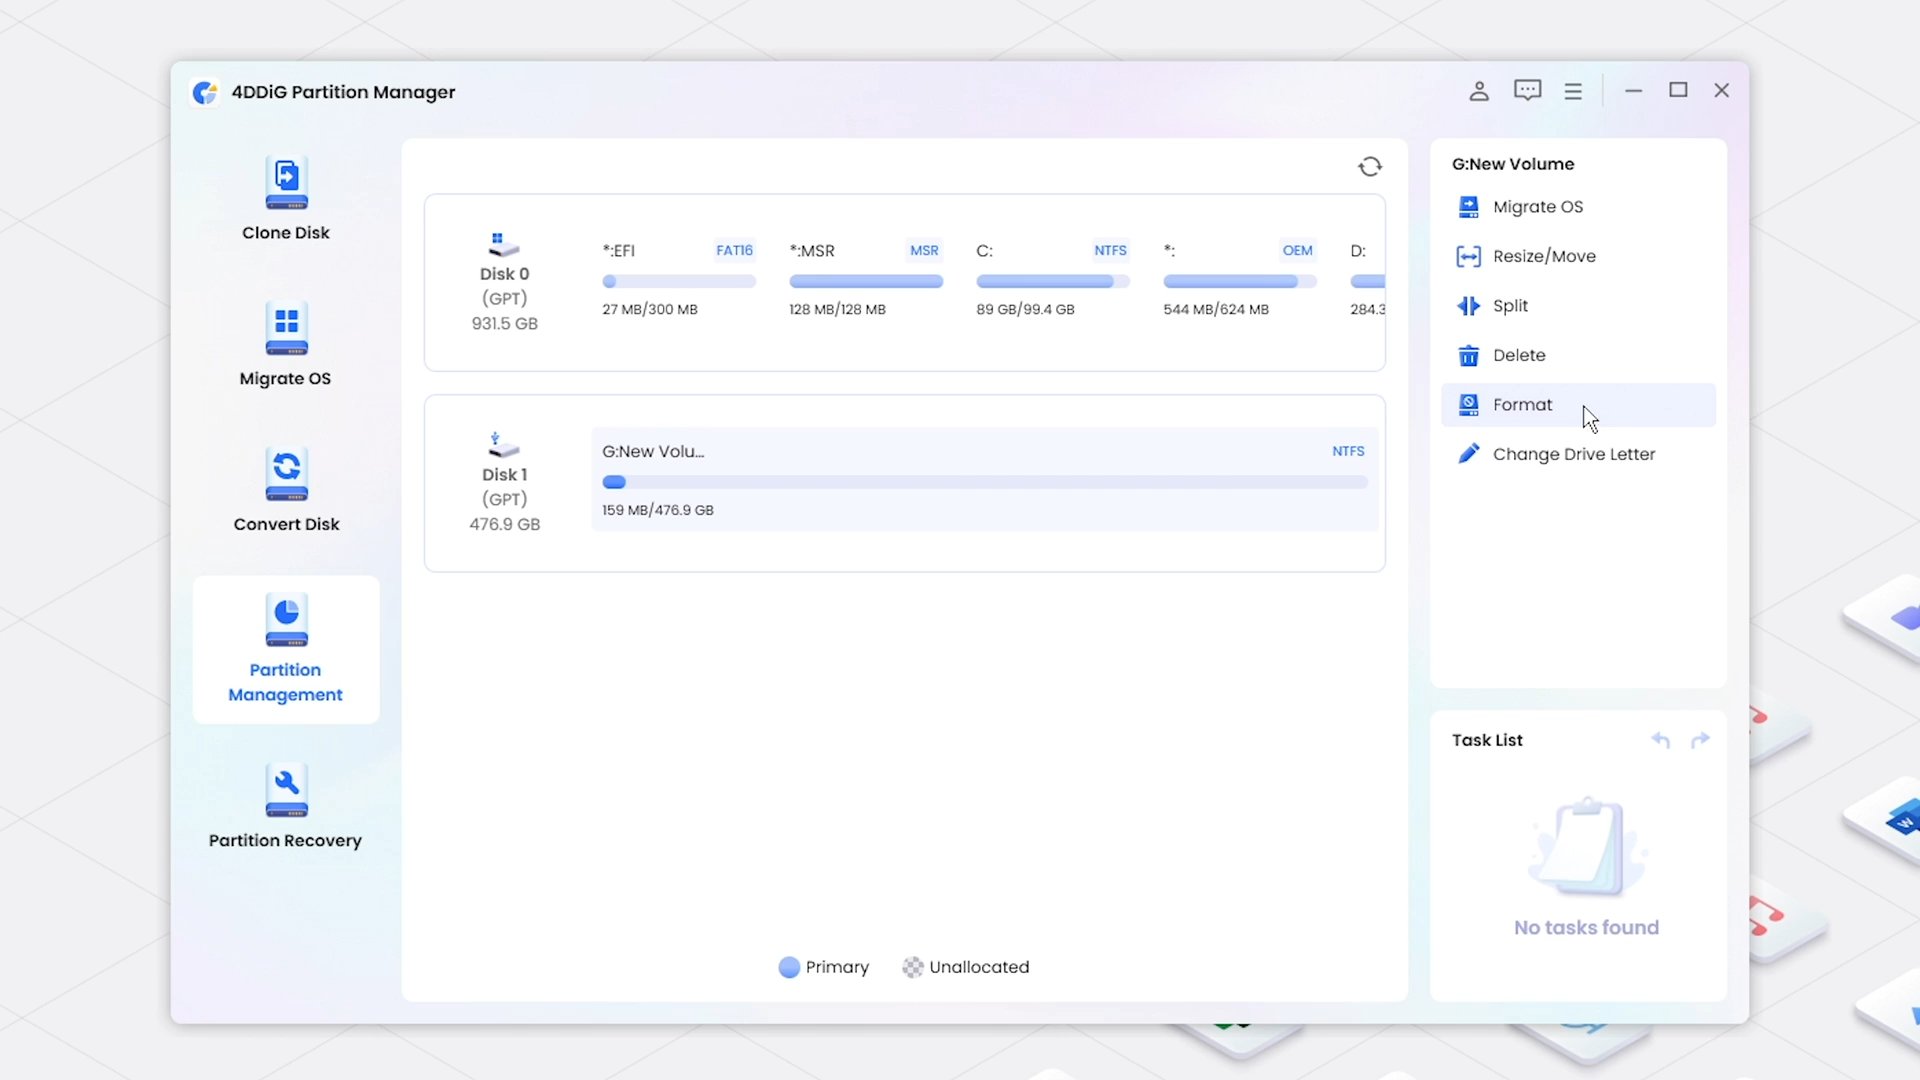 4DDiG Partition Manager
Clone Disk
Migrate OS
Convert Disk
Partition
Management
Partition Recovery
Disk 0
(GPT)
931.5 GB
*:EFI FAT16
27 MB/300 MB
*:MSR MSR
128 MB/128 MB
C: NTFS
89 GB/99.4 GB
*: OEM
544 MB/624 MB
D:
284.3
Disk 1
(GPT)
476.9 GB
G:New Volu... NTFS
159 MB/476.9 GB
Primary Unallocated
G:New Volume
Migrate OS
Resize/Move
Split
Delete
Format
Change Drive Letter
Task List
No tasks found
W